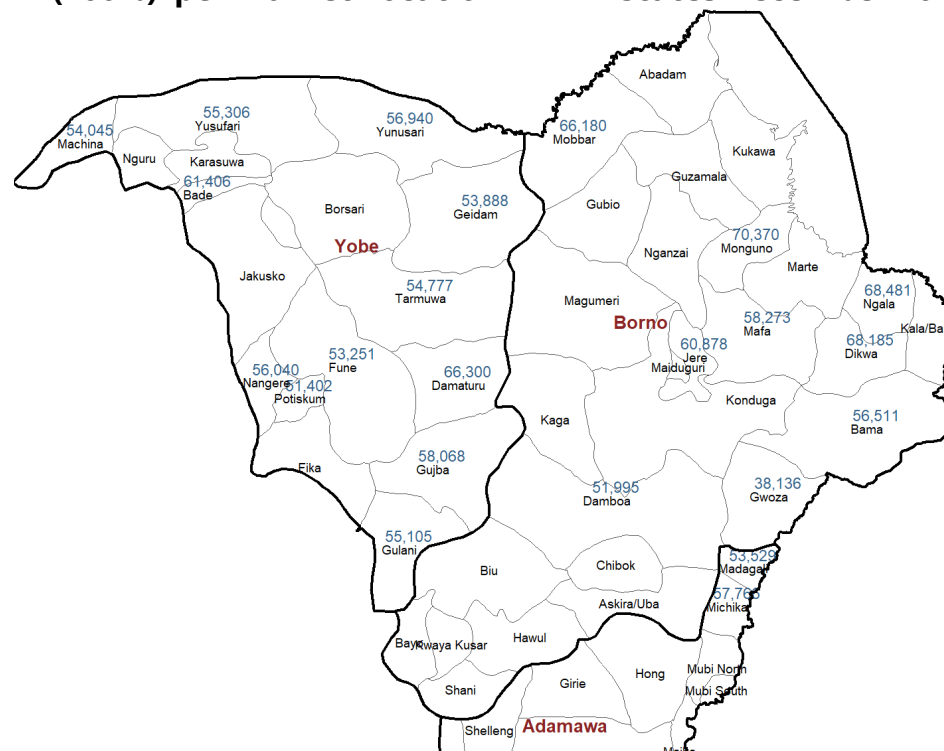 Abadam
55,306
Yusufari
56,940
Yunusari
66,180
Mobbar
54,045
Machina
Nguru
Karasuwa
Kukawa
61,406
Bade
Guzamala
53,888
Geidam
Borsari
Gubio
70,370
Monguno
Yobe
Nganzai
Marte
Jakusko
54,777
Tarmuwa
68,481
Ngala
Magumeri
Borno
58,273
Mafa
Kala/Ba
60,878
Jere
Maiduguri
68,185
Dikwa
53,251
Fune
56,040
Nangere
Potiskum
66,300
Damaturu
Konduga
56,511
Bama
Kaga
58,068
Gujba
Fika
38,136
Gwoza
51,995
Damboa
55,105
Gulani
53,529
Madagali
Biu
Chibok
Askira/Uba
Michika
Bayo
Kwaya Kusar
Hawul
Hong
Mubi North
Mubi South
Girie
Shani
Shelleng
Adamawa